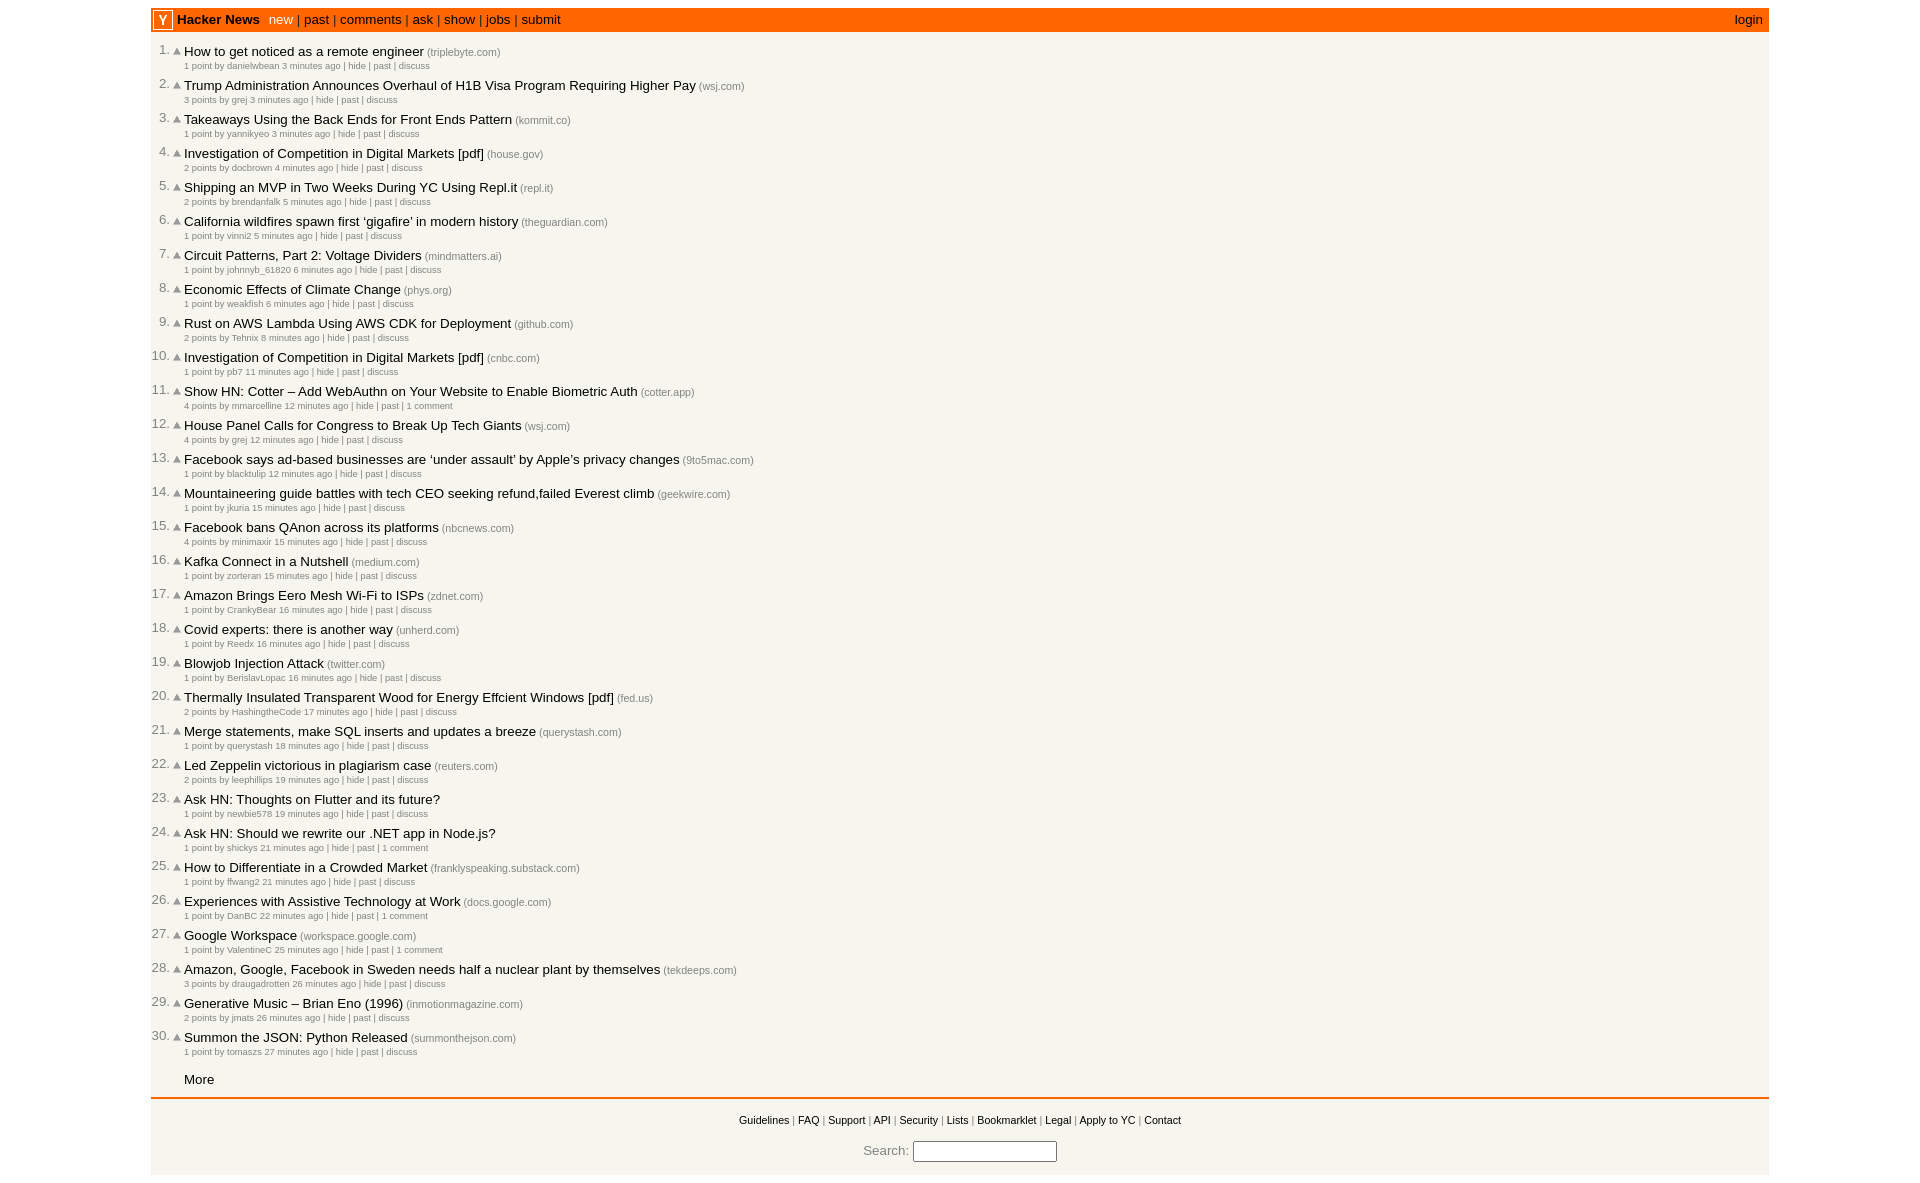 Y Hacker News new | past | comments | ask | show | jobs | submit login
1. ▲ How to get noticed as a remote engineer (triplebyte.com)
1 point by danielwbean 3 minutes ago | hide | past | discuss
2. ▲ Trump Administration Announces Overhaul of H1B Visa Program Requiring Higher Pay (wsj.com)
3 points by grej 3 minutes ago | hide | past | discuss
3. ▲ Takeaways Using the Back Ends for Front Ends Pattern (kommit.co)
1 point by yannikyeo 3 minutes ago | hide | past | discuss
4. ▲ Investigation of Competition in Digital Markets [pdf] (house.gov)
2 points by docbrown 4 minutes ago | hide | past | discuss
5. ▲ Shipping an MVP in Two Weeks During YC Using Repl.it (repl.it)
2 points by brendanfalk 5 minutes ago | hide | past | discuss
6. ▲ California wildfires spawn first ‘gigafire’ in modern history (theguardian.com)
1 point by vinni2 5 minutes ago | hide | past | discuss
7. ▲ Circuit Patterns, Part 2: Voltage Dividers (mindmatters.ai)
1 point by johnnyb_61820 6 minutes ago | hide | past | discuss
8. ▲ Economic Effects of Climate Change (phys.org)
1 point by weakfish 6 minutes ago | hide | past | discuss
9. ▲ Rust on AWS Lambda Using AWS CDK for Deployment (github.com)
2 points by Tehnix 8 minutes ago | hide | past | discuss
10. ▲ Investigation of Competition in Digital Markets [pdf] (cnbc.com)
1 point by pb7 11 minutes ago | hide | past | discuss
11. ▲ Show HN: Cotter – Add WebAuthn on Your Website to Enable Biometric Auth (cotter.app)
4 points by mmarcelline 12 minutes ago | hide | past | 1 comment
12. ▲ House Panel Calls for Congress to Break Up Tech Giants (wsj.com)
4 points by grej 12 minutes ago | hide | past | discuss
13. ▲ Facebook says ad-based businesses are ‘under assault’ by Apple’s privacy changes (9to5mac.com)
1 point by blacktulip 12 minutes ago | hide | past | discuss
14. ▲ Mountaineering guide battles with tech CEO seeking refund,failed Everest climb (geekwire.com)
1 point by jkuria 15 minutes ago | hide | past | discuss
15. ▲ Facebook bans QAnon across its platforms (nbcnews.com)
4 points by minimaxir 15 minutes ago | hide | past | discuss
16. ▲ Kafka Connect in a Nutshell (medium.com)
1 point by zorteran 15 minutes ago | hide | past | discuss
17. ▲ Amazon Brings Eero Mesh Wi-Fi to ISPs (zdnet.com)
1 point by CrankyBear 16 minutes ago | hide | past | discuss
18. ▲ Covid experts: there is another way (unherd.com)
1 point by Reedx 16 minutes ago | hide | past | discuss
19. ▲ Blowjob Injection Attack (twitter.com)
1 point by BerislavLopac 16 minutes ago | hide | past | discuss
20. ▲ Thermally Insulated Transparent Wood for Energy Effcient Windows [pdf] (fed.us)
2 points by HashingtheCode 17 minutes ago | hide | past | discuss
21. ▲ Merge statements, make SQL inserts and updates a breeze (querystash.com)
1 point by querystash 18 minutes ago | hide | past | discuss
22. ▲ Led Zeppelin victorious in plagiarism case (reuters.com)
2 points by leephillips 19 minutes ago | hide | past | discuss
23. ▲ Ask HN: Thoughts on Flutter and its future?
1 point by newbie578 19 minutes ago | hide | past | discuss
24. ▲ Ask HN: Should we rewrite our .NET app in Node.js?
1 point by shickys 21 minutes ago | hide | past | 1 comment
25. ▲ How to Differentiate in a Crowded Market (franklyspeaking.substack.com)
1 point by ffwang2 21 minutes ago | hide | past | discuss
26. ▲ Experiences with Assistive Technology at Work (docs.google.com)
1 point by DanBC 22 minutes ago | hide | past | 1 comment
27. ▲ Google Workspace (workspace.google.com)
1 point by ValentineC 25 minutes ago | hide | past | 1 comment
28. ▲ Amazon, Google, Facebook in Sweden needs half a nuclear plant by themselves (tekdeeps.com)
3 points by draugadrotten 26 minutes ago | hide | past | discuss
29. ▲ Generative Music – Brian Eno (1996) (inmotionmagazine.com)
2 points by jmats 26 minutes ago | hide | past | discuss
30. ▲ Summon the JSON: Python Released (summonthejson.com)
1 point by tomaszs 27 minutes ago | hide | past | discuss
More
Guidelines | FAQ | Support | API | Security | Lists | Bookmarklet | Legal | Apply to YC | Contact
Search: